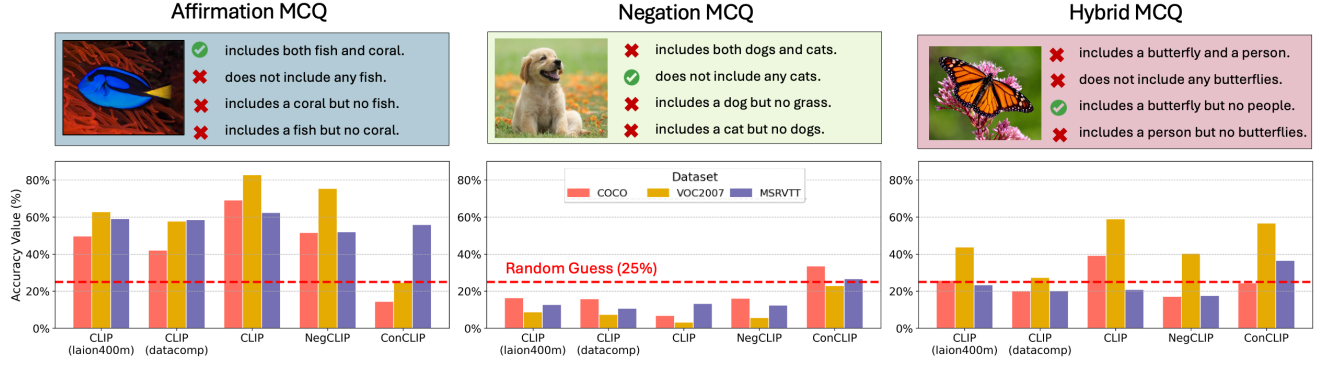 Affirmation MCQ
includes both fish and coral.
does not include any fish.
includes a coral but no fish.
includes a fish but no coral.
Negation MCQ
includes both dogs and cats.
does not include any cats.
includes a dog but no grass.
includes a cat but no dogs.
Hybrid MCQ
includes a butterfly and a person.
does not include any butterflies.
includes a butterfly but no people.
includes a person but no butterflies.
Accuracy Value (%)
80%
60%
40%
20%
0%
CLIP
(laion400m)
CLIP
(datacomp)
CLIP
NegCLIP
ConCLIP
Dataset
COCO VOC2007 MSRVTT
Random Guess (25%)
80%
60%
40%
20%
0%
CLIP
(laion400m)
CLIP
(datacomp)
CLIP
NegCLIP
ConCLIP
80%
60%
40%
20%
0%
CLIP
(laion400m)
CLIP
(datacomp)
CLIP
NegCLIP
ConCLIP